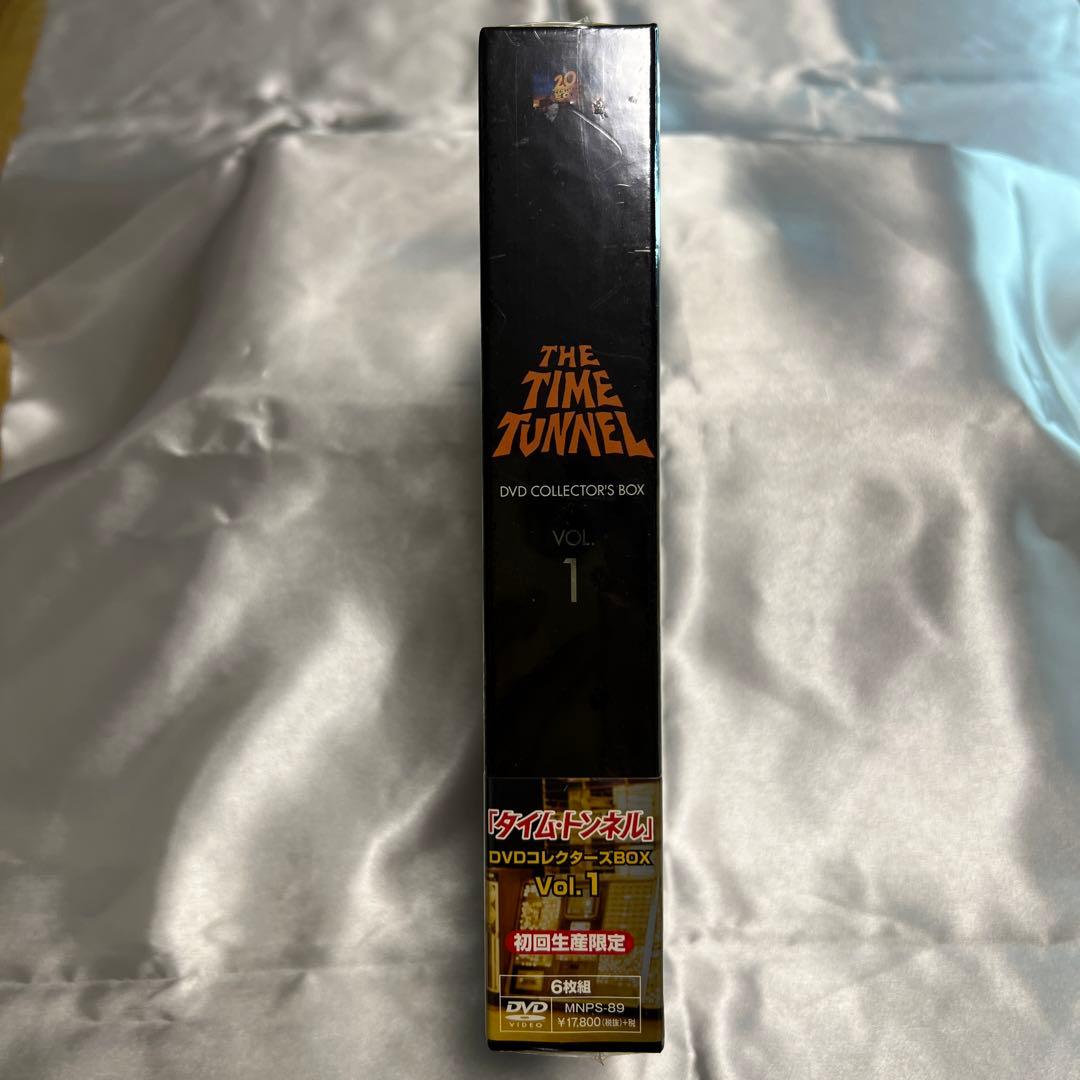 20
THE
TIME
TUNNEL
DVD COLLECTOR'S BOX
VOL.
1
「タイム・トンネル」
DVDコレクターズBOX
Vol.1
初回生産限定
6枚組
DVD
VIDEO
MNPS-89
¥17,800(税抜)+税